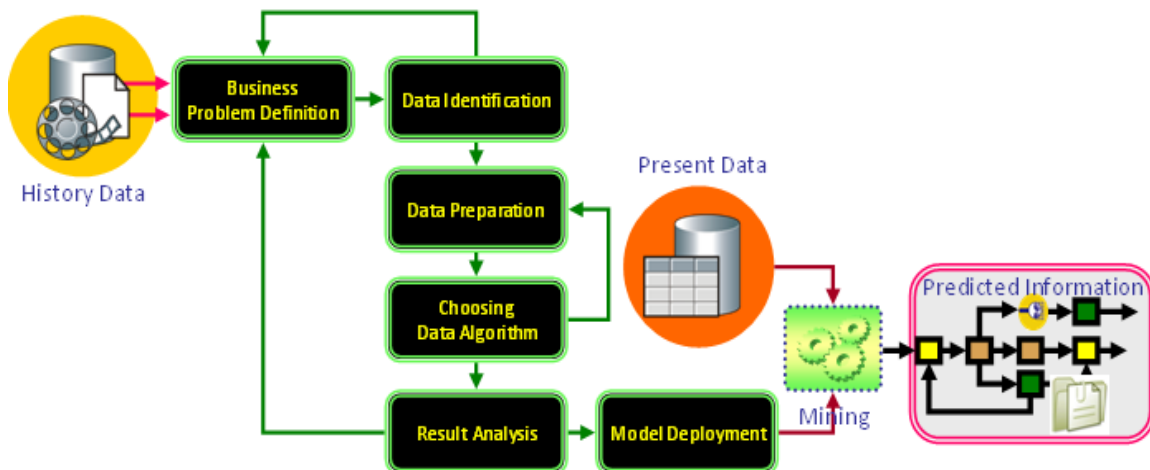 Business
Problem Definition
Data Identification
History Data
Data Preparation
Present Data
Choosing
Data Algorithm
Predicted Information
Mining
Result Analysis
Model Deployment